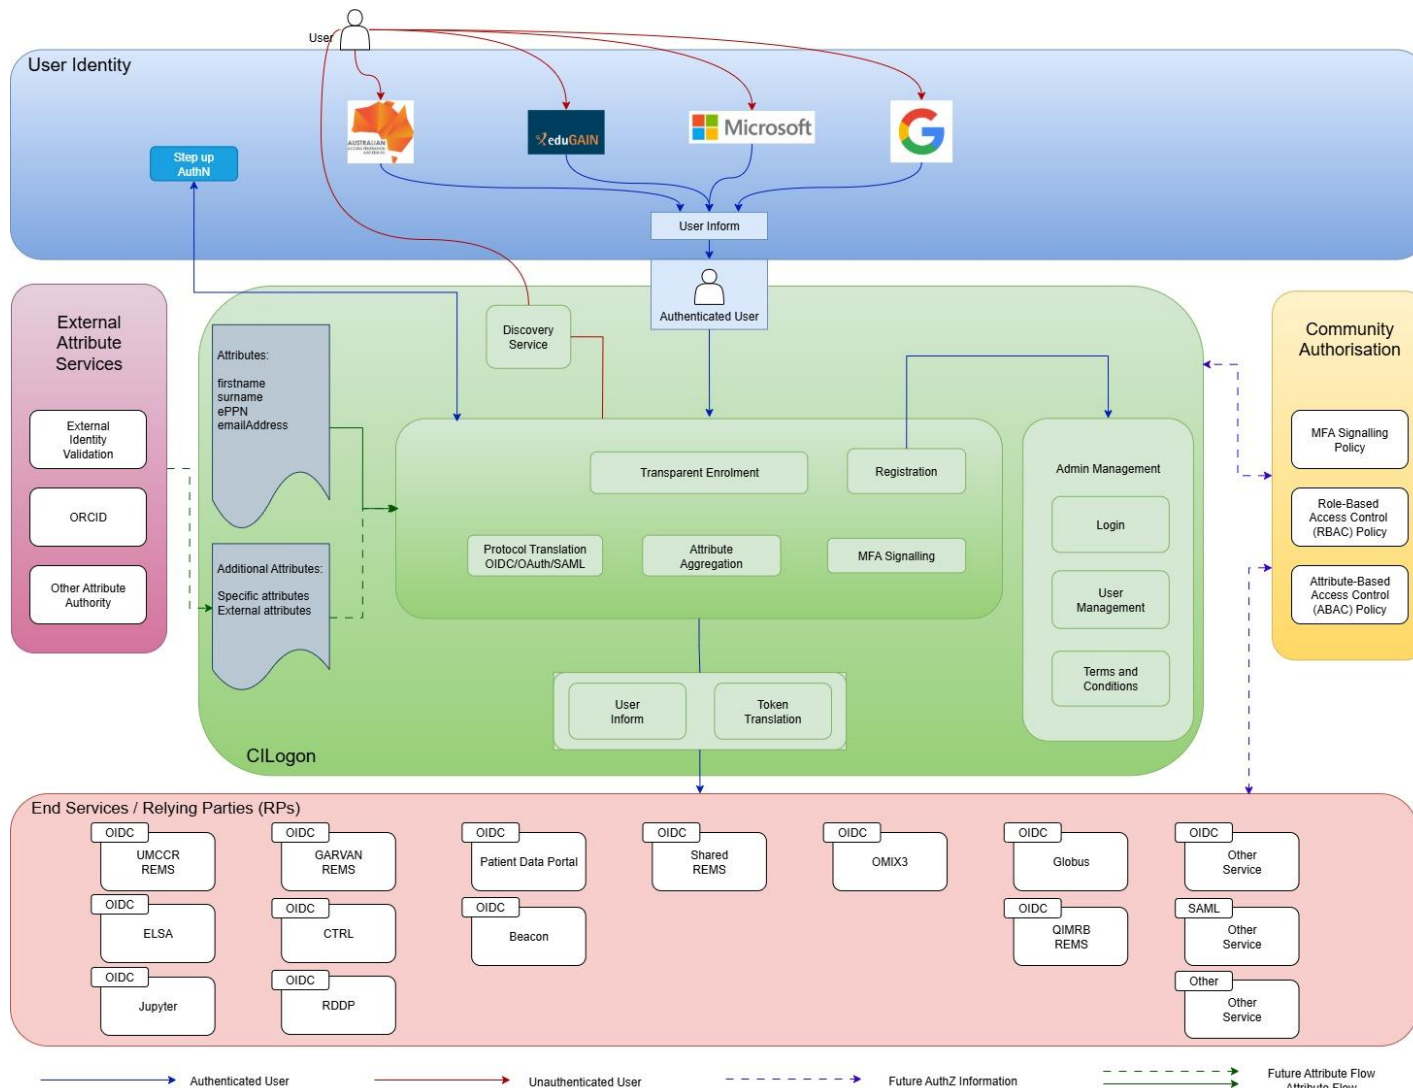 User
User Identity
AUSTRALIAN
ACCESS FEDERATION
eduGAIN
Microsoft
Step up
AuthN
User Inform
Authenticated User
External
Attribute
Services
External
Identity
Validation
ORCID
Other Attribute
Authority
Attributes:
firstname
surname
ePPN
emailAddress
Additional Attributes:
Specific attributes
External attributes
Discovery
Service
Transparent Enrolment
Registration
Protocol Translation
OIDC/OAuth/SAML
Attribute
Aggregation
MFA Signalling
Admin Management
Login
User
Management
Terms and
Conditions
User
Inform
Token
Translation
CILogon
Community
Authorisation
MFA Signalling
Policy
Role-Based
Access Control
(RBAC) Policy
Attribute-Based
Access Control
(ABAC) Policy
End Services / Relying Parties (RPs)
OIDC
UMCCR
REMS
OIDC
GARVAN
REMS
OIDC
Patient Data Portal
OIDC
Shared
REMS
OIDC
OMIX3
OIDC
Globus
OIDC
Other
Service
OIDC
ELSA
OIDC
CTRL
OIDC
Beacon
OIDC
QIMRB
REMS
SAML
Other
Service
OIDC
Jupyter
OIDC
RDDP
Other
Other
Service
Authenticated User
Unauthenticated User
Future AuthZ Information
Future Attribute Flow
Attribute Flow